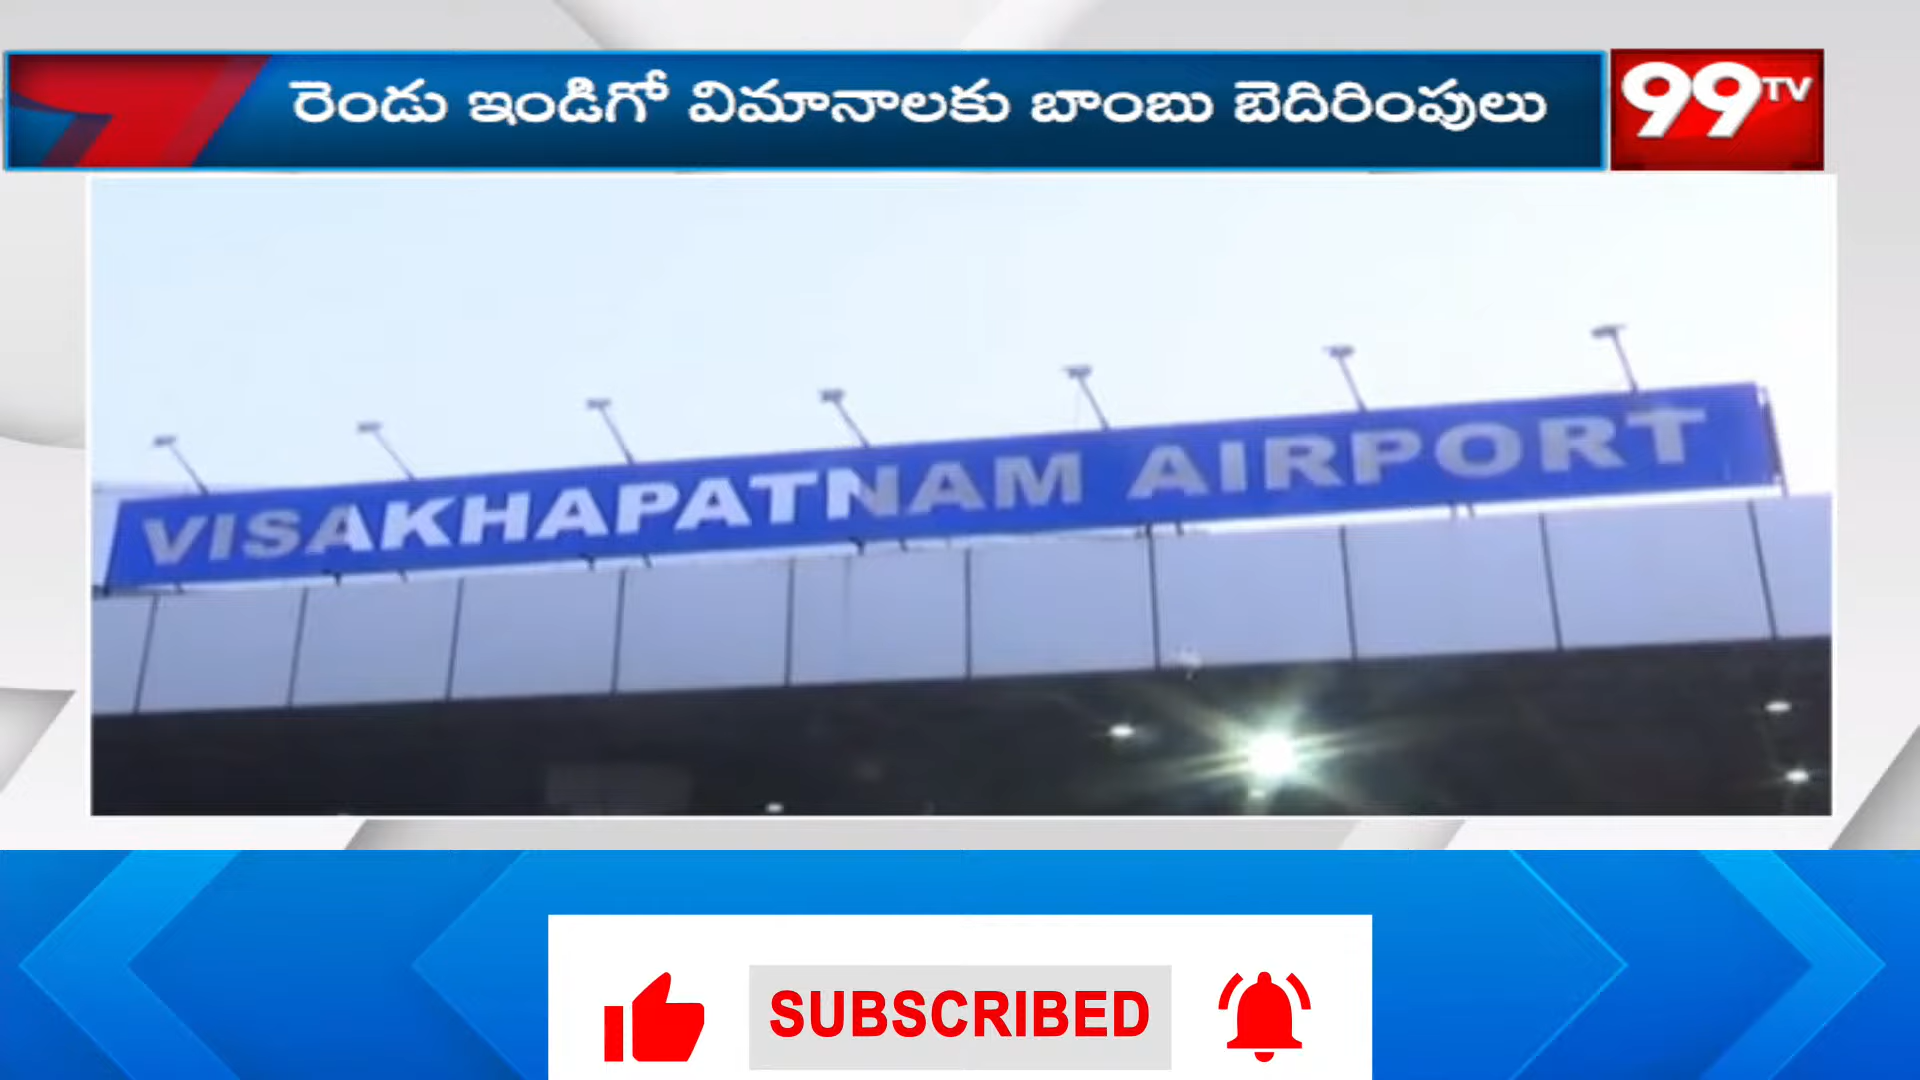 రెండు ఇండిగో విమానాలకు బాంబు బెదిరింపులు
99TV
VISAKHAPATNAM AIRPORT
SUBSCRIBED